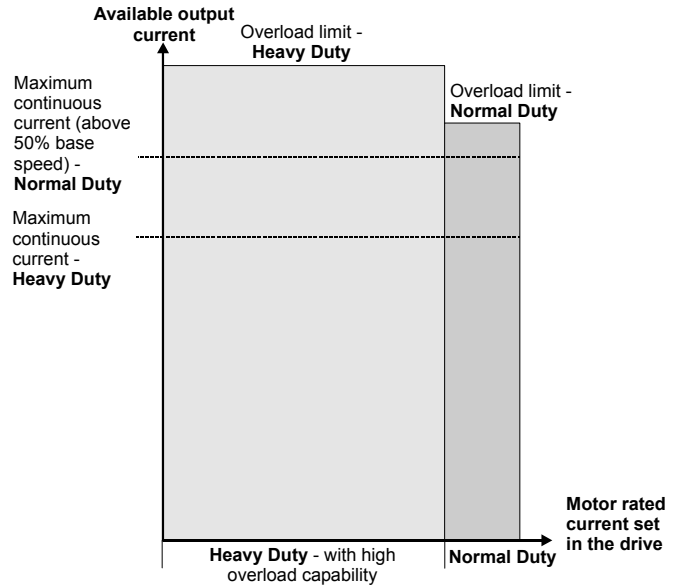 Available output
current
Overload limit -
Heavy Duty
Overload limit -
Normal Duty
Maximum
continuous
current (above
50% base
speed) -
Normal Duty
Maximum
continuous
current -
Heavy Duty
Motor rated
current set
in the drive
Heavy Duty - with high
overload capability
Normal Duty